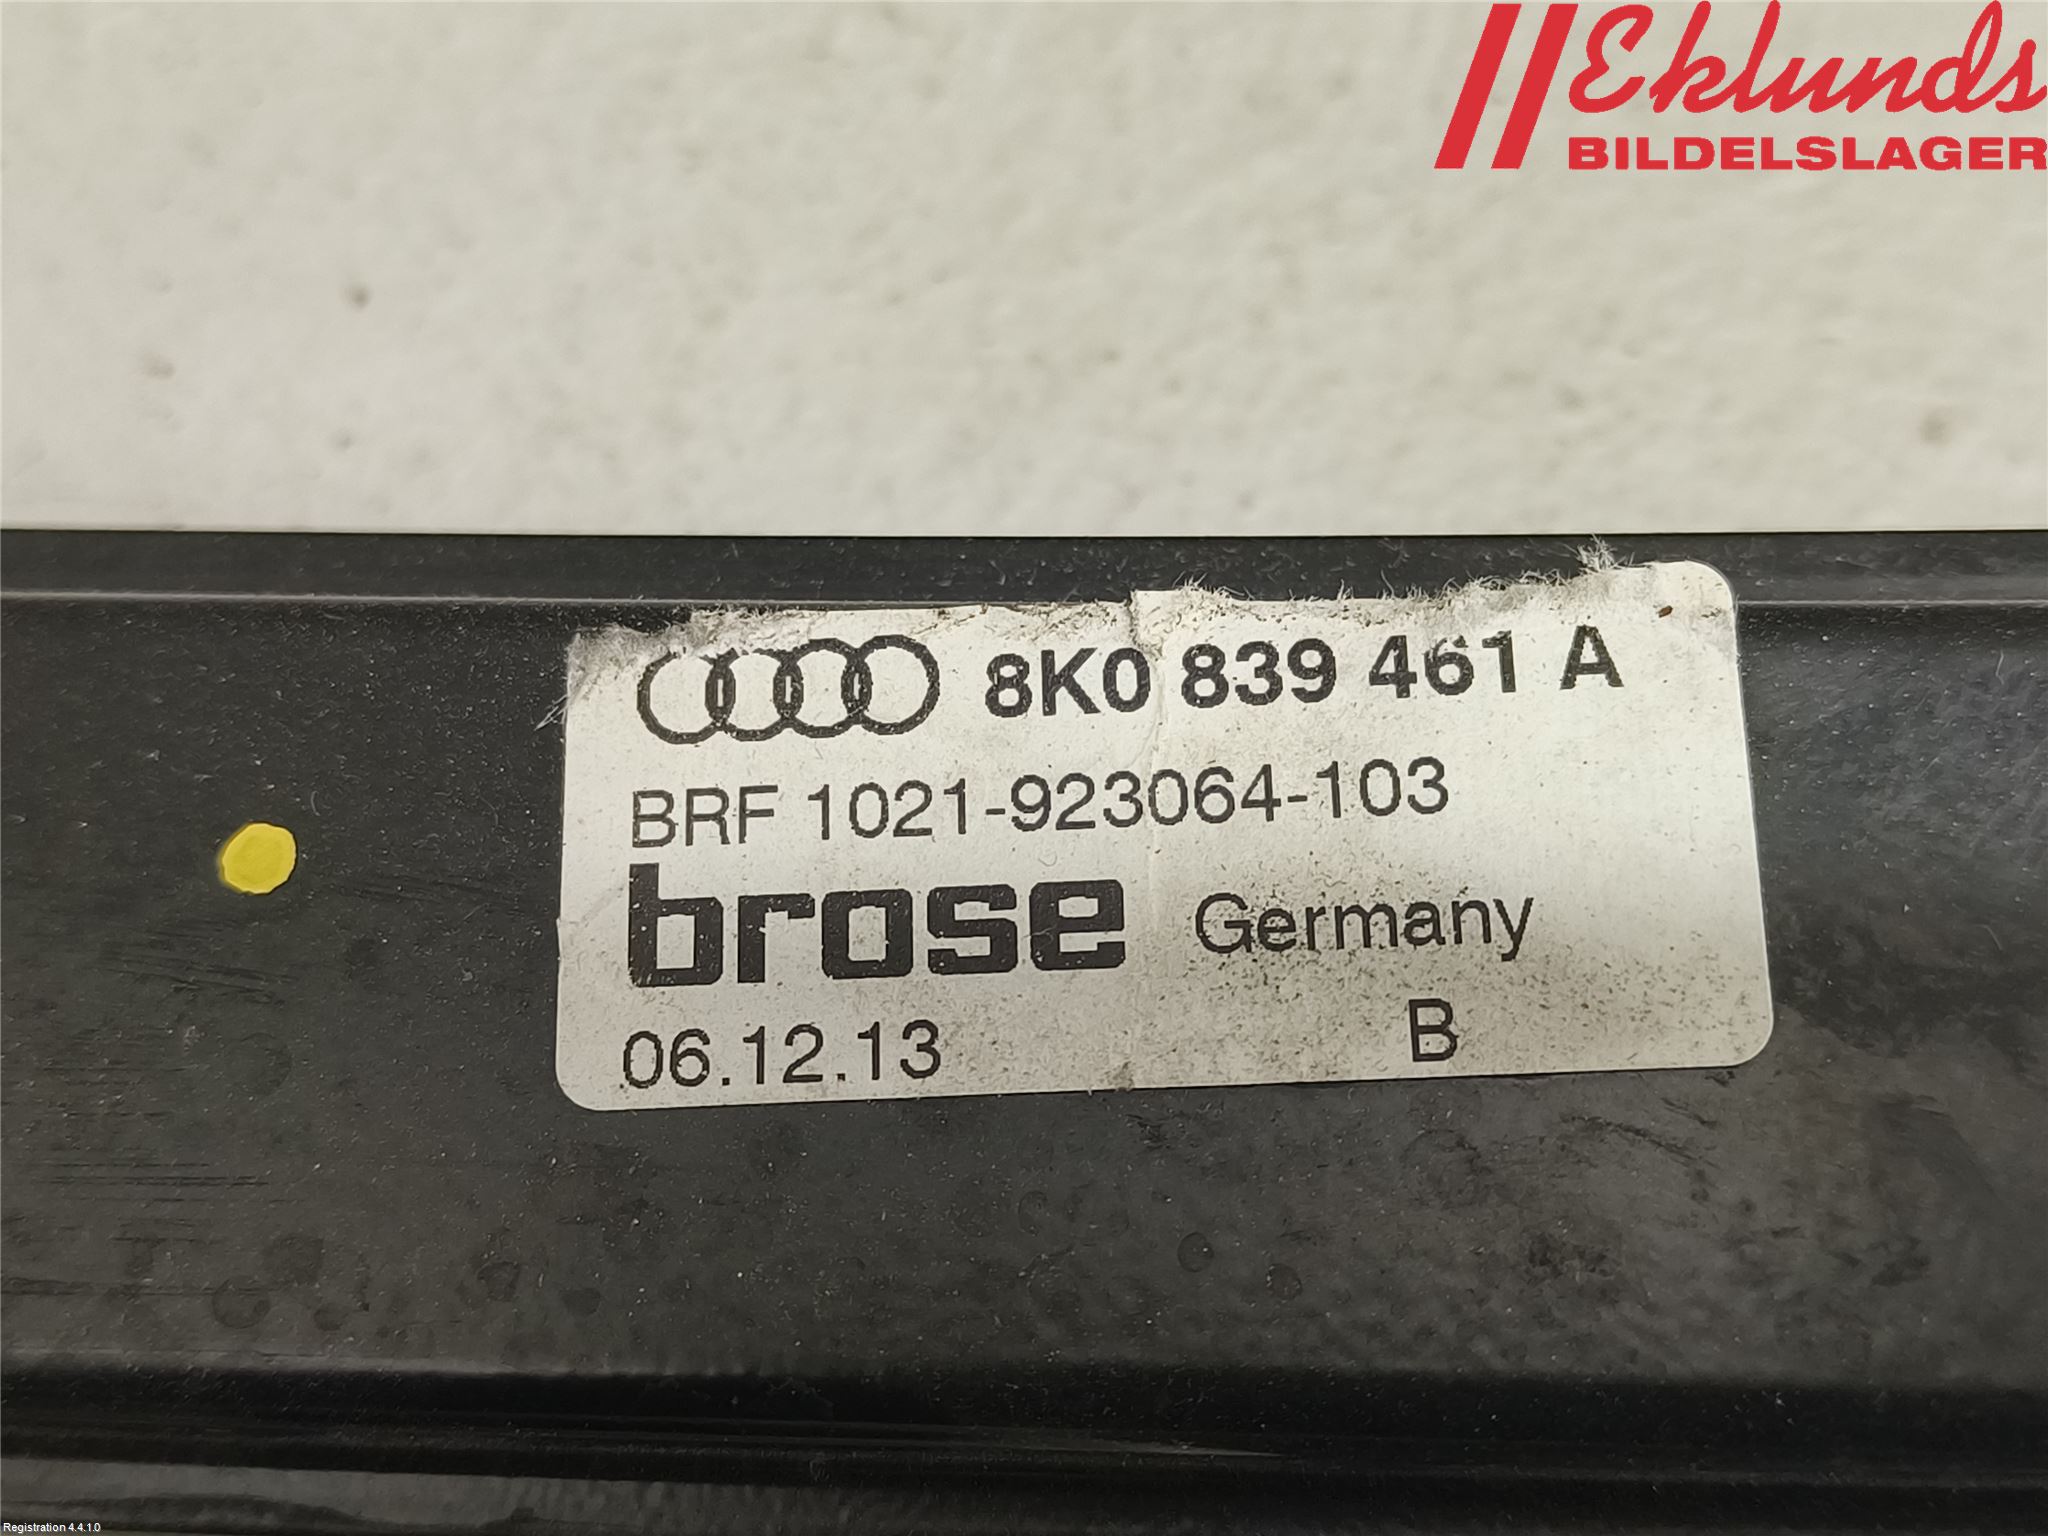 Eklunds
BILDELSLAGER
8K0 839 461 A
BRF 1021-923064-103
brose Germany
06.12.13 B
Registration 4.4.1.0